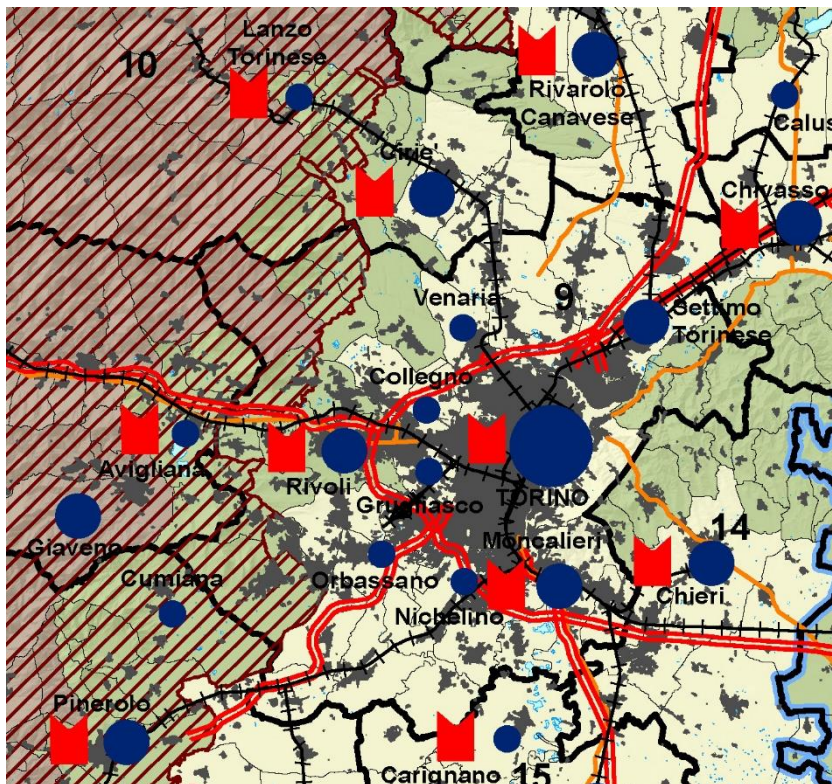 Lanzo
Torinese
10
Rivarolo
Canavese
Calus
Cirie'
Chivasso
9
Venaria
Settimo
Torinese
Collegno
Avigliana
Rivoli
TORINO
Grugliasco
14
Giaveno
Moncalieri
Cumiana
Orbassano
Chieri
Nichelino
Pinerolo
Carignano
15